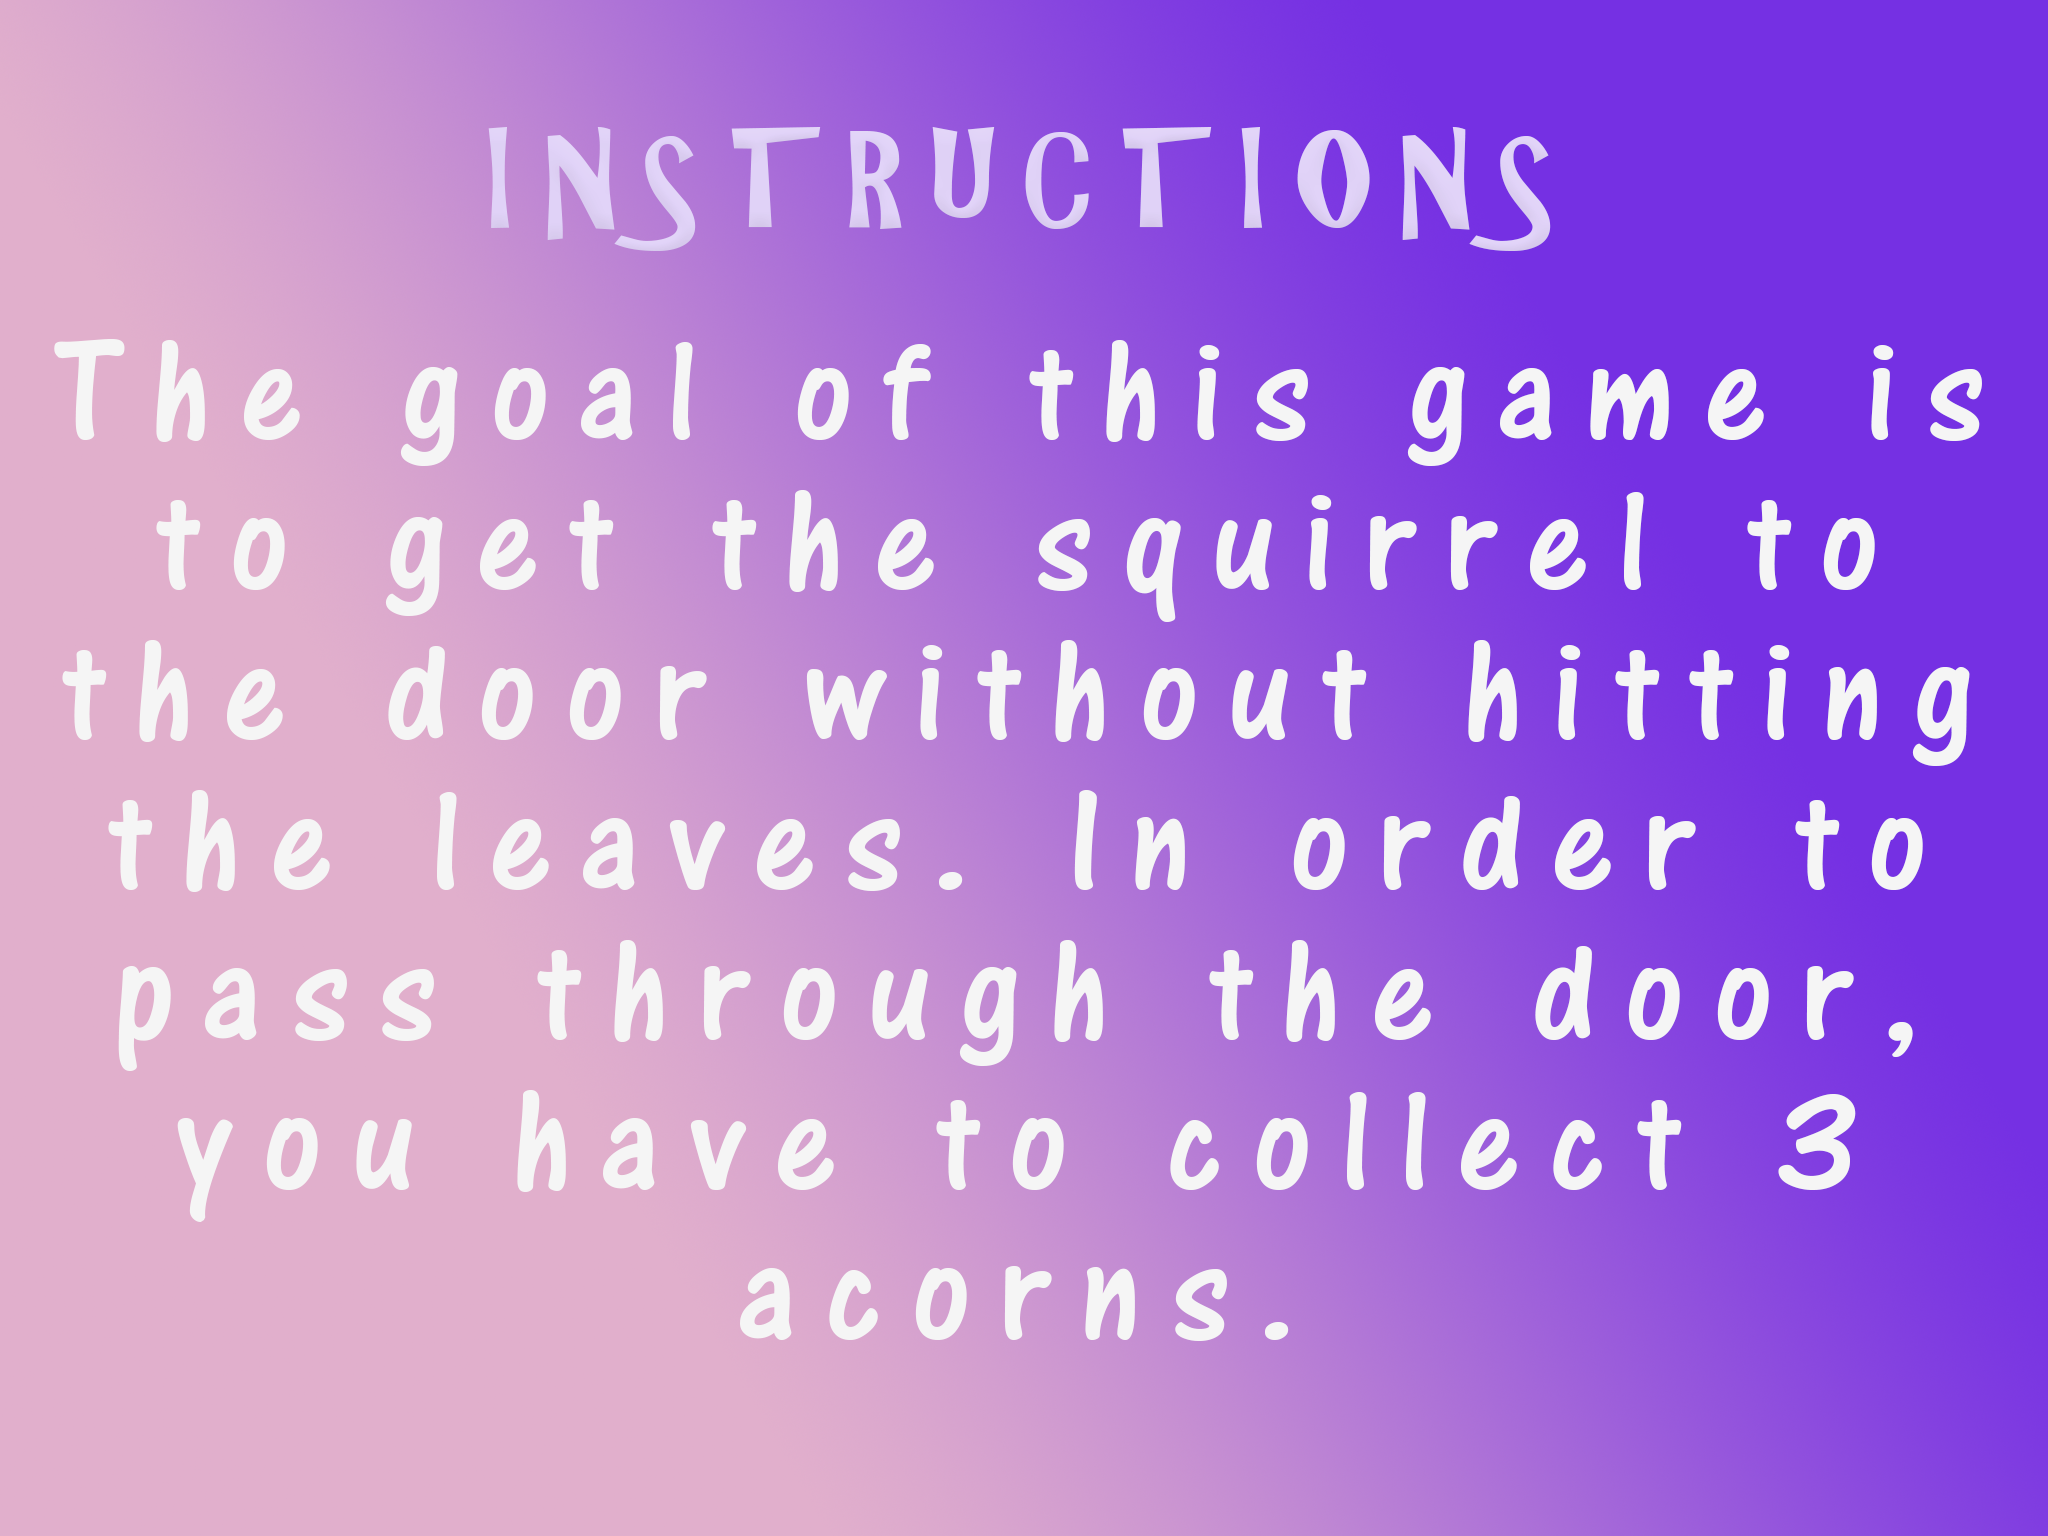 INSTRUCTIONS
The goal of this game is
to get the squirrel to
the door without hitting
the leaves. In order to
pass through the door,
you have to collect 3
acorns.